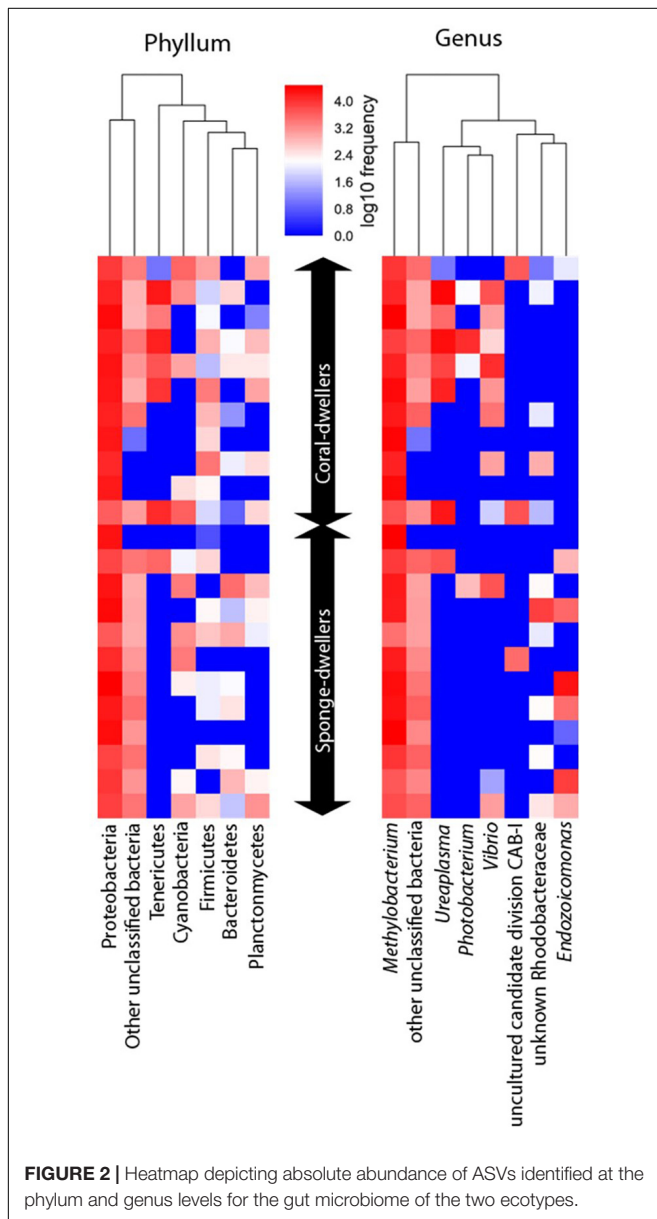 Phyllum
Genus
4.0
3.2
2.4
1.6
0.8
0.0
log10 frequency
Coral-dwellers
Sponge-dwellers
Proteobacteria
Other unclassified bacteria
Tenericutes
Cyanobacteria
Firmicutes
Bacteroidetes
Planctonmycetes
Methylobacterium
other unclassified bacteria
Ureaplasma
Photobacterium
Vibrio
uncultured candidate division CAB-I
unknown Rhodobacteraceae
Endozoicomonas
FIGURE 2 | Heatmap depicting absolute abundance of ASVs identified at the
phylum and genus levels for the gut microbiome of the two ecotypes.